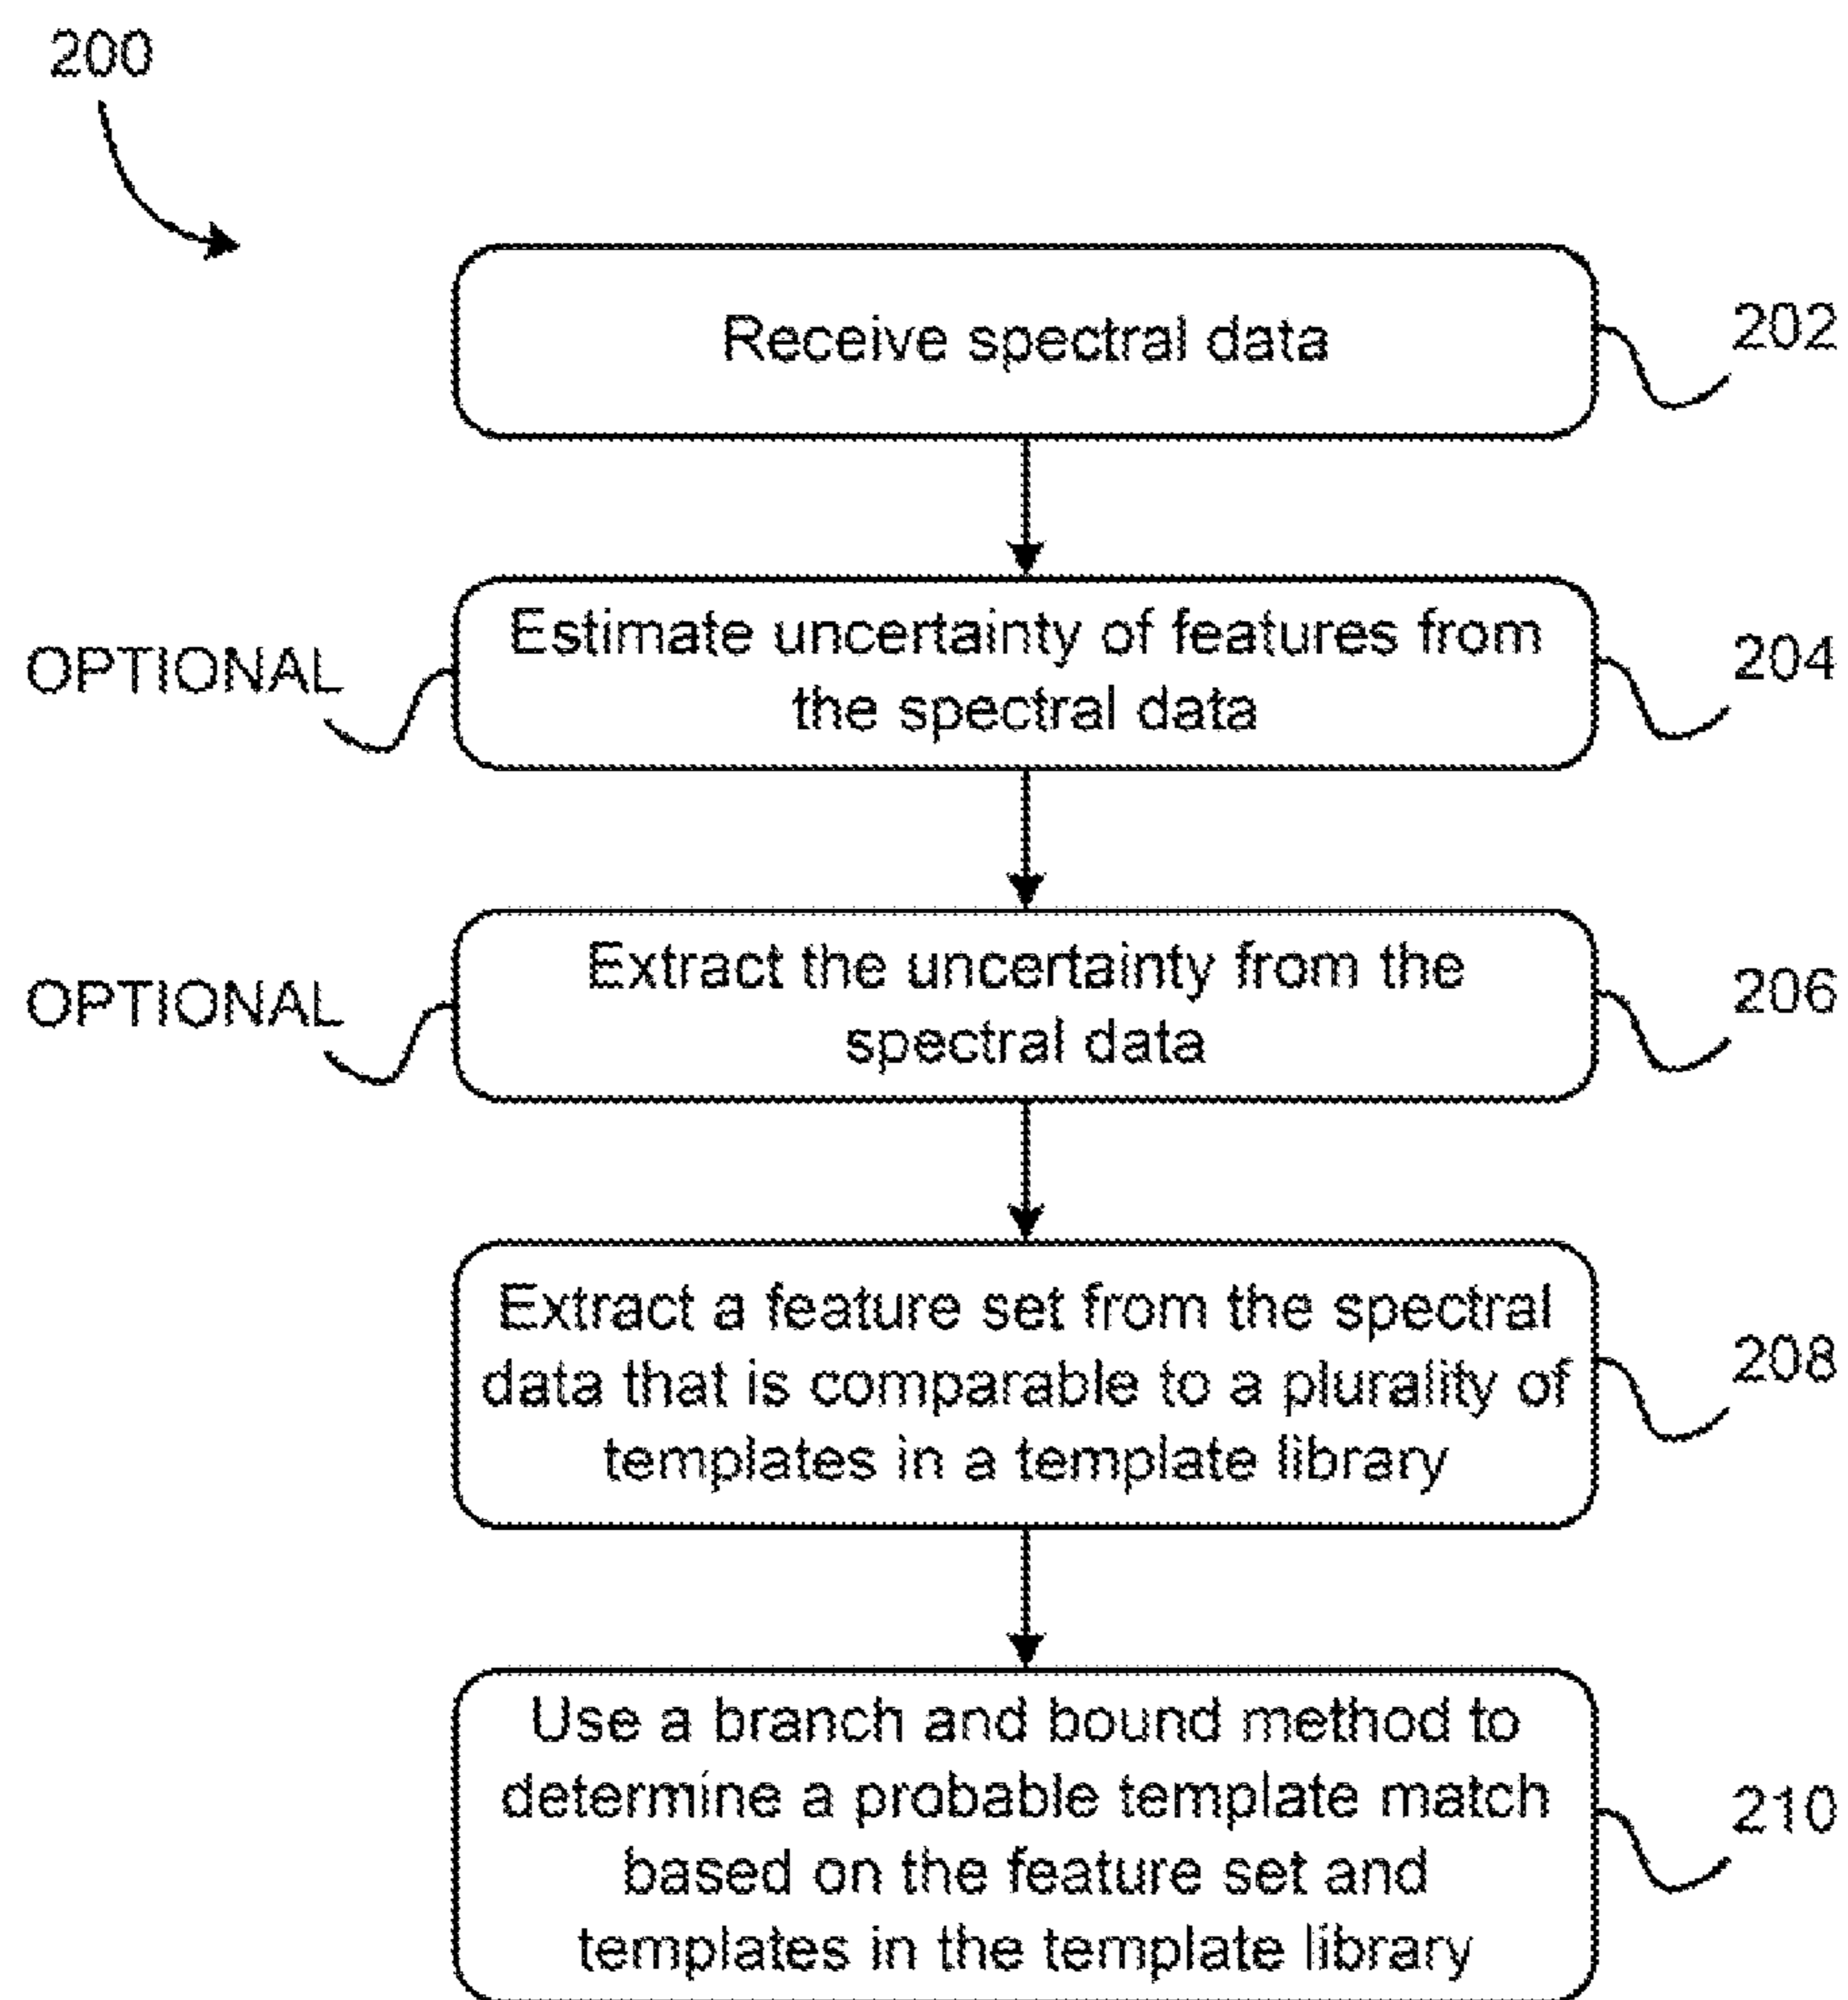 200
Receive spectral data
202
OPTIONAL
Estimate uncertainty of features from
the spectral data
204
OPTIONAL
Extract the uncertainty from the
spectral data
206
Extract a feature set from the spectral
data that is comparable to a plurality of
templates in a template library
208
Use a branch and bound method to
determine a probable template match
based on the feature set and
templates in the template library
210